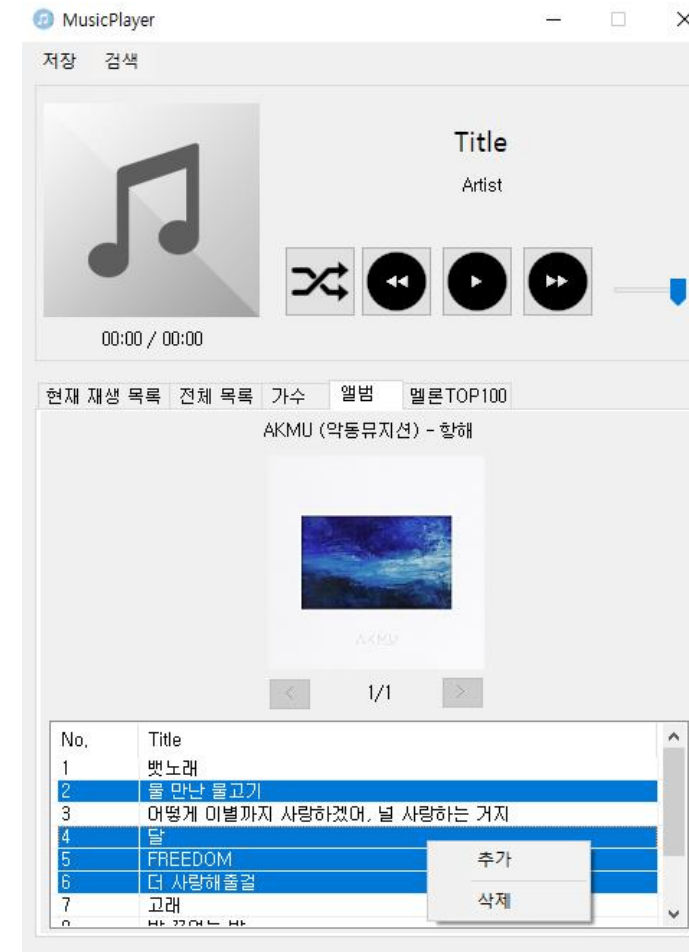 MusicPlayer
저장 검색
Title
Artist
00:00 / 00:00
현재 재생 목록 전체 목록 가수 앨범 멜론TOP100
AKMU (악동뮤지션) - 항해
AKMU
< 1/1 >
No. Title
1 뱃노래
2 물 만난 물고기
3 어떻게 이별까지 사랑하겠어, 널 사랑하는 거지
4 달
5 FREEDOM
6 더 사랑해줄걸
7 고래
추가
삭제